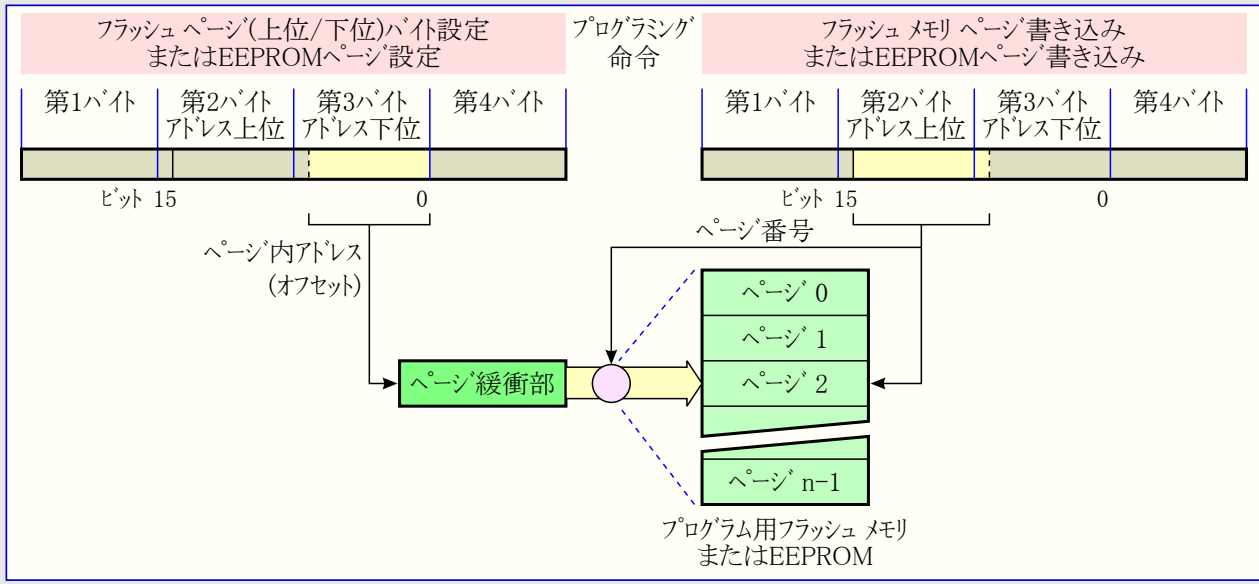 フラッシュ ページ(上位/下位)バイト設定
またはEEPROMページ設定
プログラミング
命令
フラッシュ メモリ ページ書き込み
またはEEPROMページ書き込み
第1バイト
第2バイト
アドレス上位
第3バイト
アドレス下位
第4バイト
第1バイト
第2バイト
アドレス上位
第3バイト
アドレス下位
第4バイト
ビット 15
0
ビット 15
0
ページ内アドレス
(オフセット)
ページ番号
ページ 0
ページ 1
ページ緩衝部
ページ 2
ページ n-1
プログラム用フラッシュ メモリ
またはEEPROM